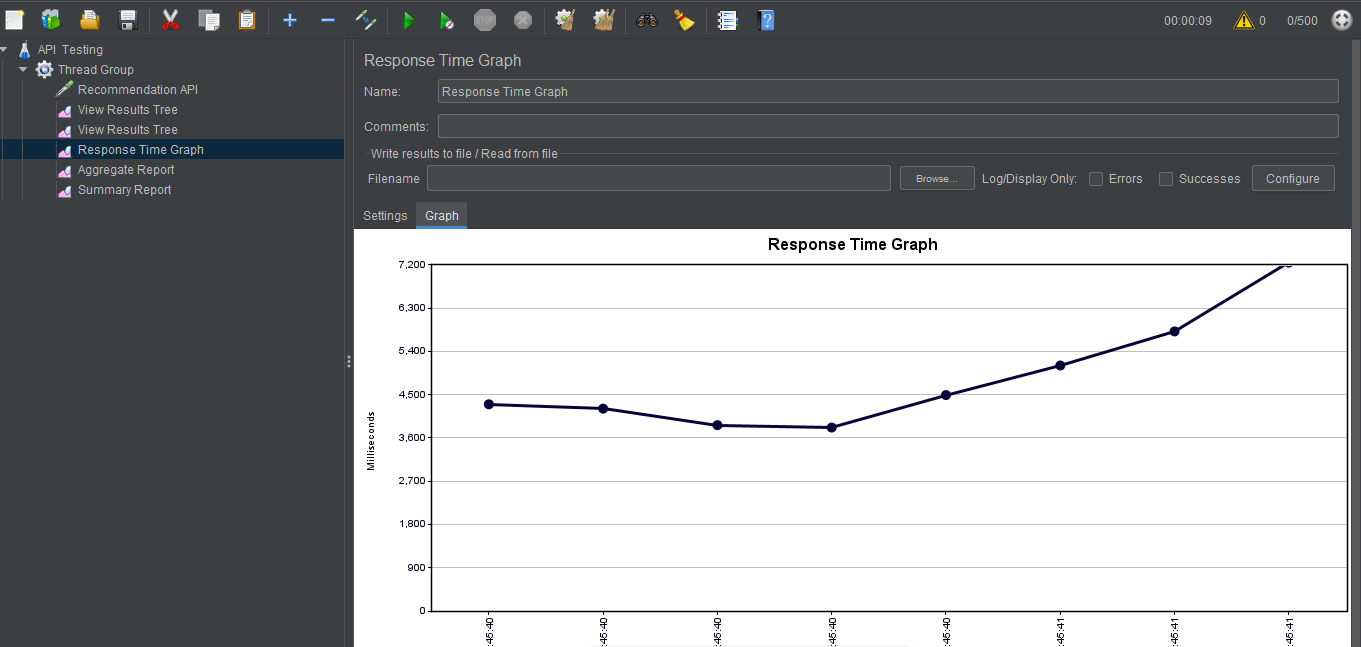 STOP
00:00:09
0
0/500
API Testing
Thread Group
Recommendation API
View Results Tree
View Results Tree
Response Time Graph
Aggregate Report
Summary Report
Response Time Graph
Name:
Response Time Graph
Comments:
Write results to file / Read from file
Filename
Browse...
Log/Display Only:
Errors
Successes
Configure
Settings
Graph
Response Time Graph
Milliseconds
7,200
6,300
5,400
4,500
3,600
2,700
1,800
900
0
:45:40
:45:40
:45:40
:45:40
:45:40
:45:41
:45:41
:45:41